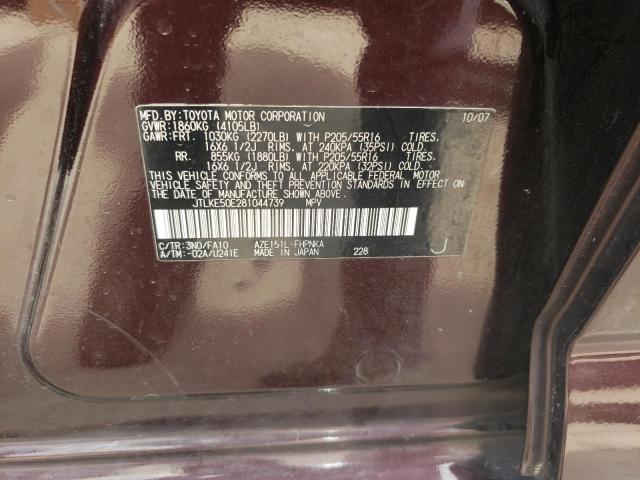 MFD. BY: TOYOTA MOTOR CORPORATION 10/07
GVWR: 1860KG (4105LB)
GAWR: FRT. 1030KG (2270LB) WITH P205/55R16 TIRES.
16X6 1/2J RIMS. AT 240KPA (35PSI) COLD.
RR. 855KG (1880LB) WITH P205/55R16 TIRES.
16X6 1/2J RIMS. AT 220KPA (32PSI) COLD.
THIS VEHICLE CONFORMS TO ALL APPLICABLE FEDERAL MOTOR
VEHICLE SAFETY AND THEFT PREVENTION STANDARDS IN EFFECT ON
THE DATE OF MANUFACTURE SHOWN ABOVE.
JTLKE50E281044739 MPV
C/TR: 3ND/FA10 AZE151L-FHPNKA
A/TM: -02A/U241E MADE IN JAPAN 228 J